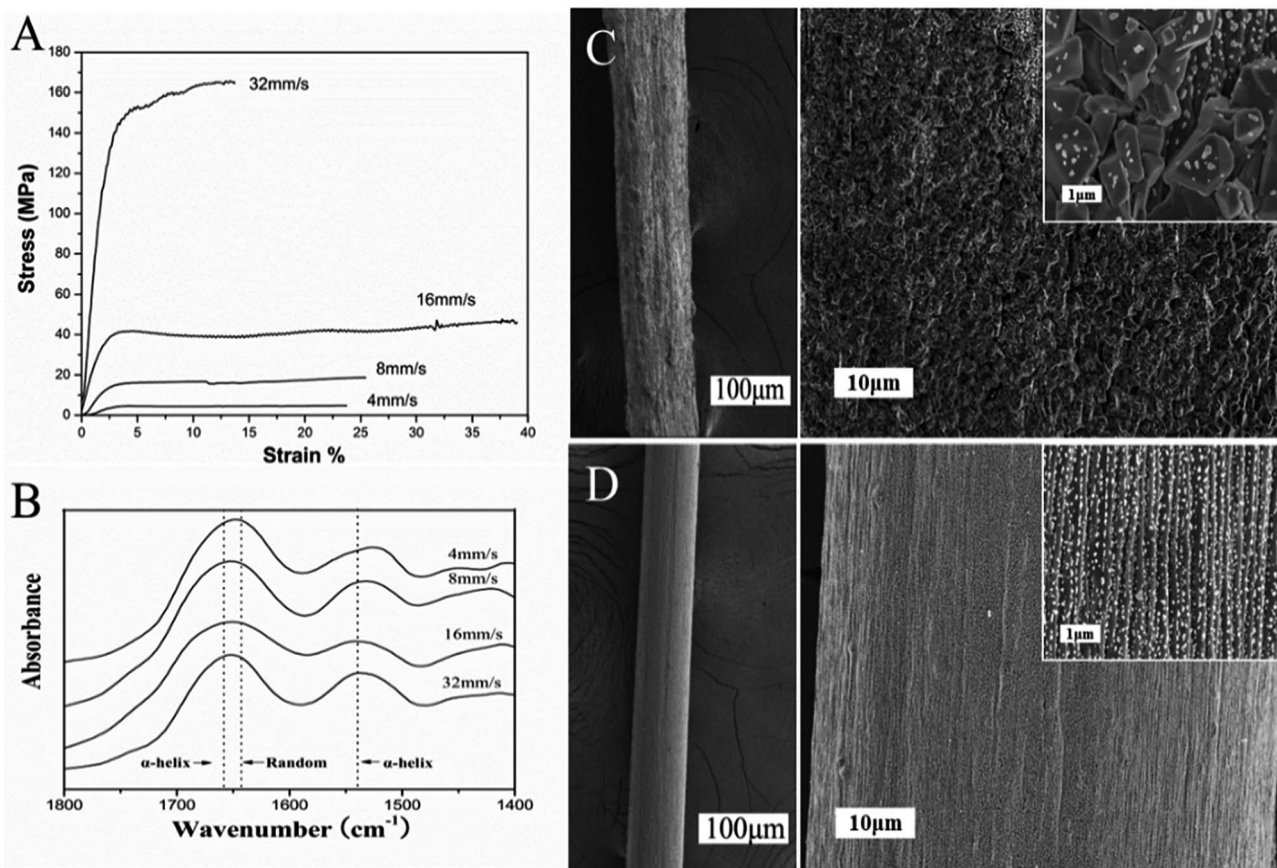 A
180
160
140
120
100
80
60
40
20
0
Stress (MPa)
32mm/s
16mm/s
8mm/s
4mm/s
0 5 10 15 20 25 30 35 40
Strain %
B
Absorbance
4mm/s
8mm/s
16mm/s
32mm/s
α-helix Random α-helix
1800 1700 1600 1500 1400
Wavenumber (cm⁻¹)
C
100μm
10μm
1μm
D
100μm
10μm
1μm